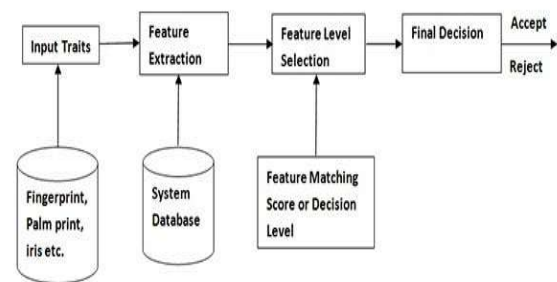 Input Traits
Feature
Extraction
Feature Level
Selection
Final Decision
Accept
Reject
Fingerprint,
Palm print,
iris etc.
System
Database
Feature Matching
Score or Decision
Level